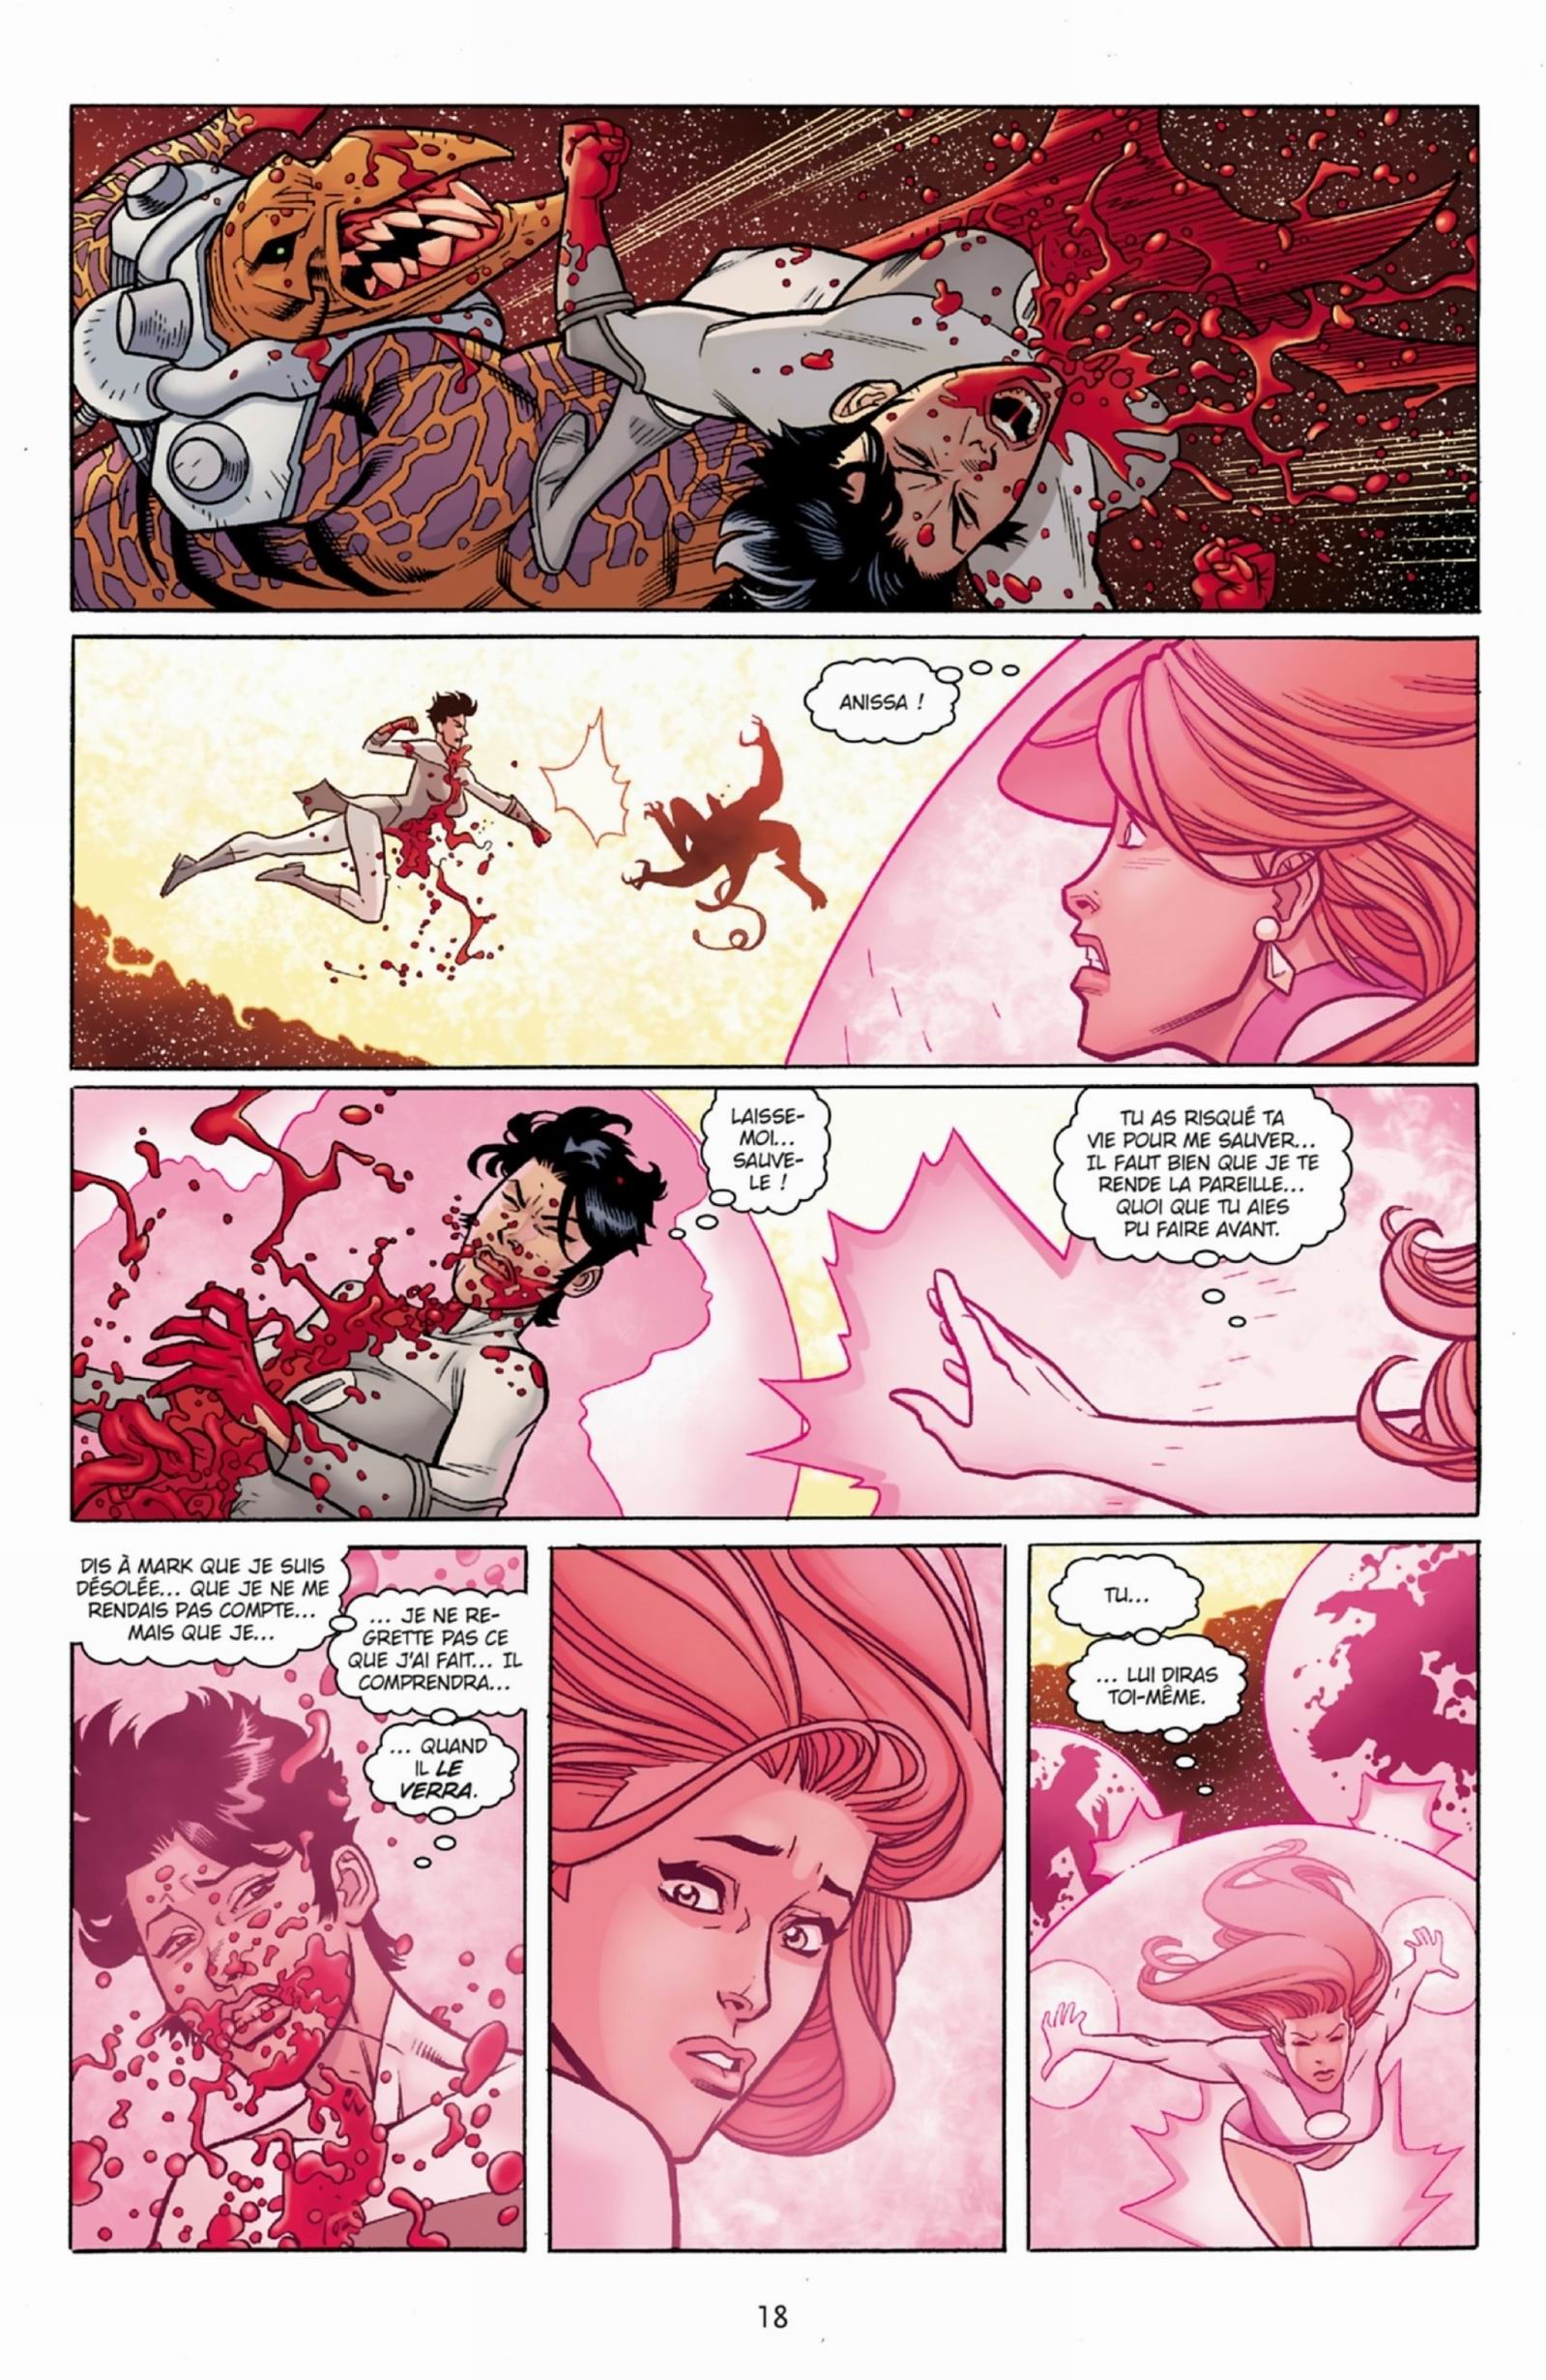 ANISSA !
LAISSE-
MOI...
SAUVE-
LE !
TU AS RISQUÉ TA
VIE POUR ME SAUVER...
IL FAUT BIEN QUE JE TE
RENDE LA PAREILLE...
QUOI QUE TU AIES
PU FAIRE AVANT.
DIS À MARK QUE JE SUIS
DÉSOLÉE... QUE JE NE ME
RENDAIS PAS COMPTE...
MAIS QUE JE...
... JE NE RE-
GRETTE PAS CE
QUE J'AI FAIT... IL
COMPRENDRA...
... QUAND
IL LE
VERRA.
TU...
... LUI DIRAS
TOI-MÊME.
18